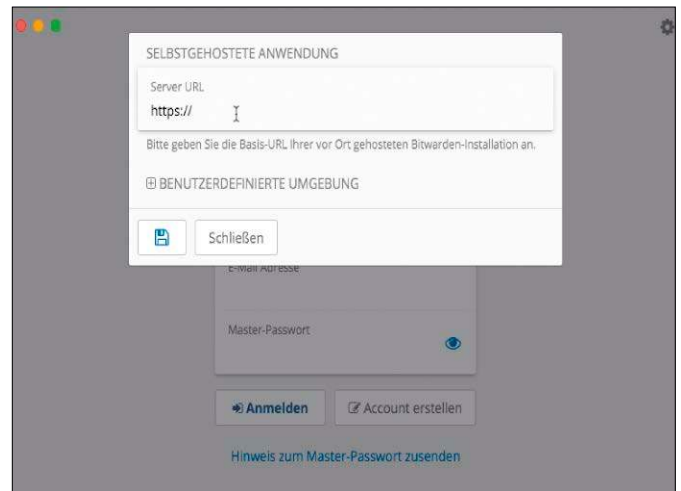 SELBSTGEHOSTETE ANWENDUNG
Server URL
https://
Bitte geben Sie die Basis-URL Ihrer vor Ort gehosteten Bitwarden-Installation an.
BENUTZERDEFINIERTE UMGEBUNG
Schließen
E-Mail Adresse
Master-Passwort
Anmelden
Account erstellen
Hinweis zum Master-Passwort zusenden